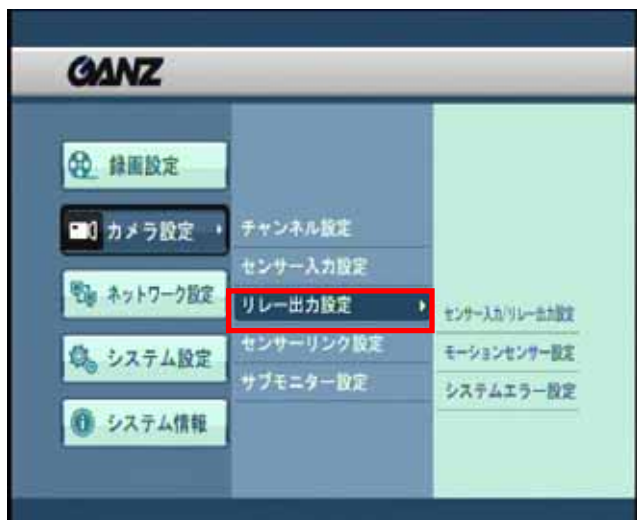 GANZ
録画設定
カメラ設定
ネットワーク設定
システム設定
システム情報
チャンネル設定
センサー入力設定
リレー出力設定
センサーリンク設定
サブモニター設定
センサー入力/リレー出力設定
モーションセンサー設定
システムエラー設定